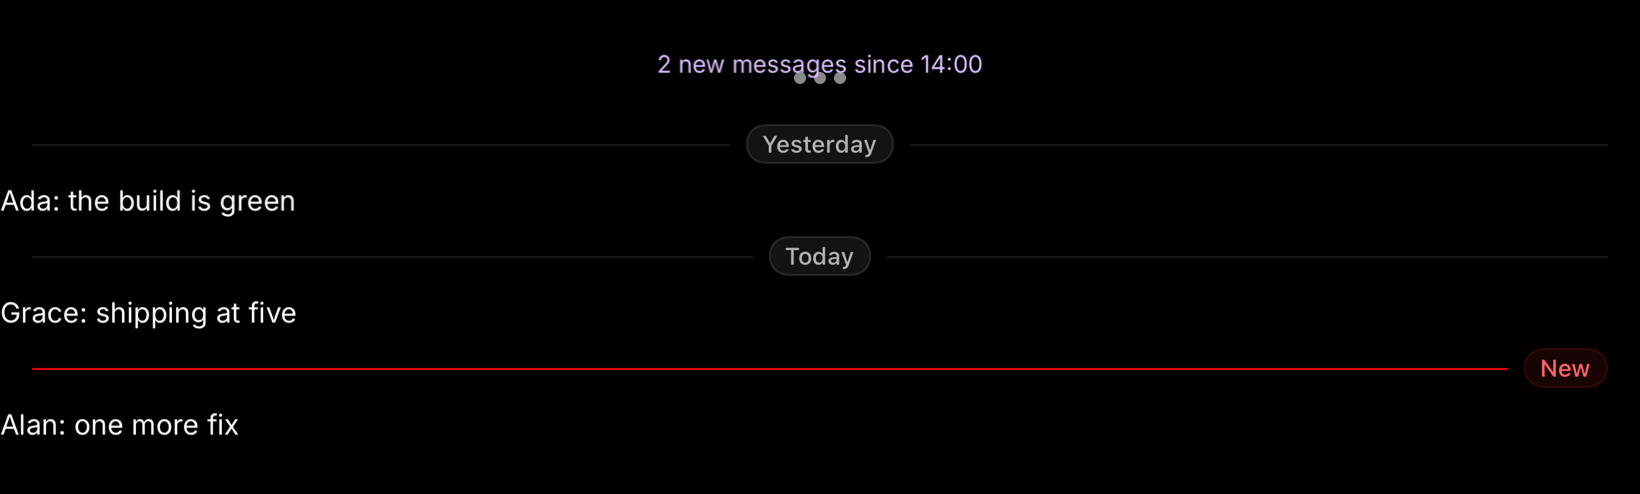 2 new messages since 14:00
Yesterday
Ada: the build is green
Today
Grace: shipping at five
New
Alan: one more fix